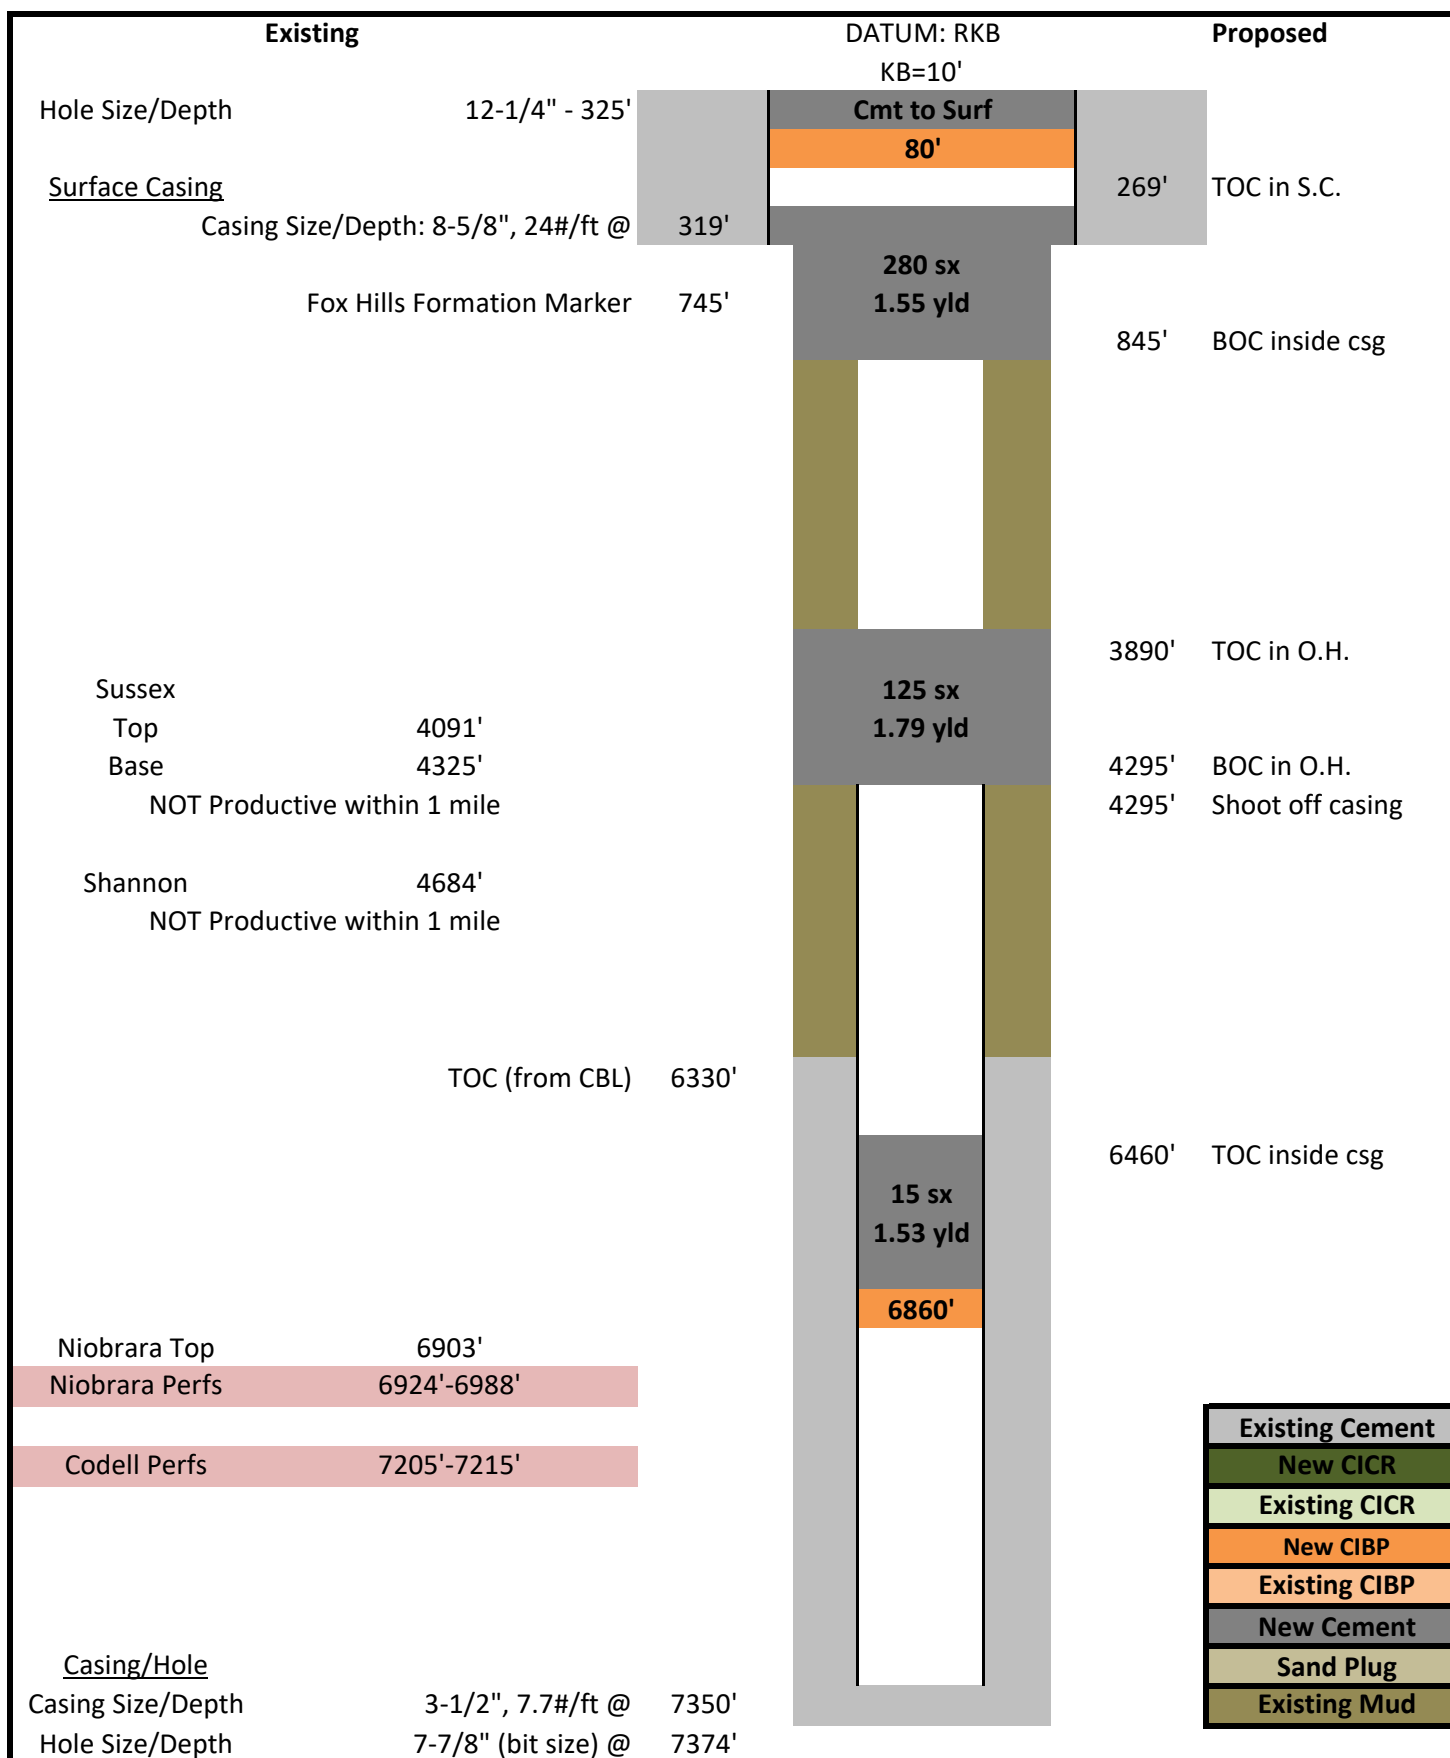 Existing DATUM: RKB Proposed
KB=10'
Hole Size/Depth 12-1/4" - 325' Cmt to Surf
80'
Surface Casing 269' TOC in S.C.
Casing Size/Depth: 8-5/8", 24#/ft @ 319'
280 sx
Fox Hills Formation Marker 745' 1.55 yld
845' BOC inside csg
3890' TOC in O.H.
Sussex 125 sx
Top 4091' 1.79 yld
Base 4325' 4295' BOC in O.H.
NOT Productive within 1 mile 4295' Shoot off casing
Shannon 4684'
NOT Productive within 1 mile
TOC (from CBL) 6330'
6460' TOC inside csg
15 sx
1.53 yld
6860'
Niobrara Top 6903'
Niobrara Perfs 6924'-6988'
Existing Cement
Codell Perfs 7205'-7215' New CICR
Existing CICR
New CIBP
Existing CIBP
New Cement
Casing/Hole Sand Plug
Casing Size/Depth 3-1/2", 7.7#/ft @ 7350' Existing Mud
Hole Size/Depth 7-7/8" (bit size) @ 7374'